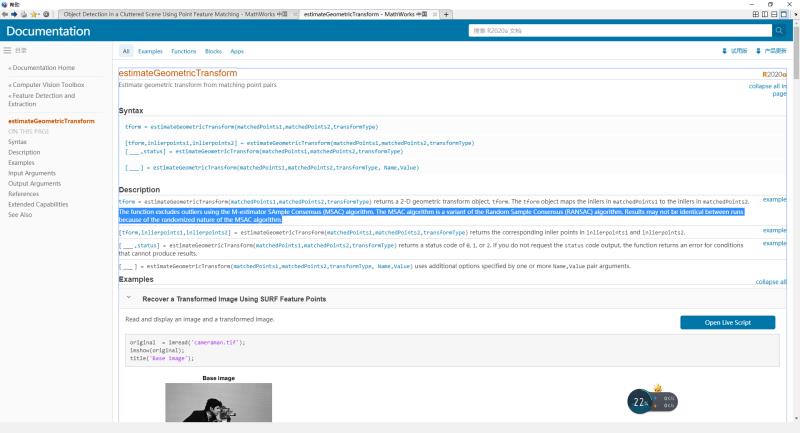 帮助
Object Detection in a Cluttered Scene Using Point Feature Matching - MathWorks 中国
estimateGeometricTransform - MathWorks 中国
Documentation
搜索 R2020a 文档
目录
All Examples Functions Blocks Apps
试用版 产品更新
« Documentation Home
« Computer Vision Toolbox
« Feature Detection and
Extraction
estimateGeometricTransform
ON THIS PAGE
Syntax
Description
Examples
Input Arguments
Output Arguments
References
Extended Capabilities
See Also
estimateGeometricTransform
R2020a
Estimate geometric transform from matching point pairs
collapse all in
page
Syntax
tform = estimateGeometricTransform(matchedPoints1,matchedPoints2,transformType)
[tform,inlierpoints1,inlierpoints2] = estimateGeometricTransform(matchedPoints1,matchedPoints2,transformType)
[___,status] = estimateGeometricTransform(matchedPoints1,matchedPoints2,transformType)
[___] = estimateGeometricTransform(matchedPoints1,matchedPoints2,transformType, Name,Value)
Description
tform = estimateGeometricTransform(matchedPoints1,matchedPoints2,transformType) returns a 2-D geometric transform object, tform. The tform object maps the inliers in matchedPoints1 to the inliers in matchedPoints2.
example
The function excludes outliers using the M-estimator SAmple Consensus (MSAC) algorithm. The MSAC algorithm is a variant of the Random Sample Consensus (RANSAC) algorithm. Results may not be identical between runs
because of the randomized nature of the MSAC algorithm.
[tform,inlierpoints1,inlierpoints2] = estimateGeometricTransform(matchedPoints1,matchedPoints2,transformType) returns the corresponding inlier points in inlierpoints1 and inlierpoints2.
example
[___,status] = estimateGeometricTransform(matchedPoints1,matchedPoints2,transformType) returns a status code of 0, 1, or 2. If you do not request the status code output, the function returns an error for conditions
example
that cannot produce results.
[___] = estimateGeometricTransform(matchedPoints1,matchedPoints2,transformType, Name,Value) uses additional options specified by one or more Name,Value pair arguments.
Examples
collapse all
Recover a Transformed Image Using SURF Feature Points
Read and display an image and a transformed image.
Open Live Script
original = imread('cameraman.tif');
imshow(original);
title('Base image');
Base image
22%